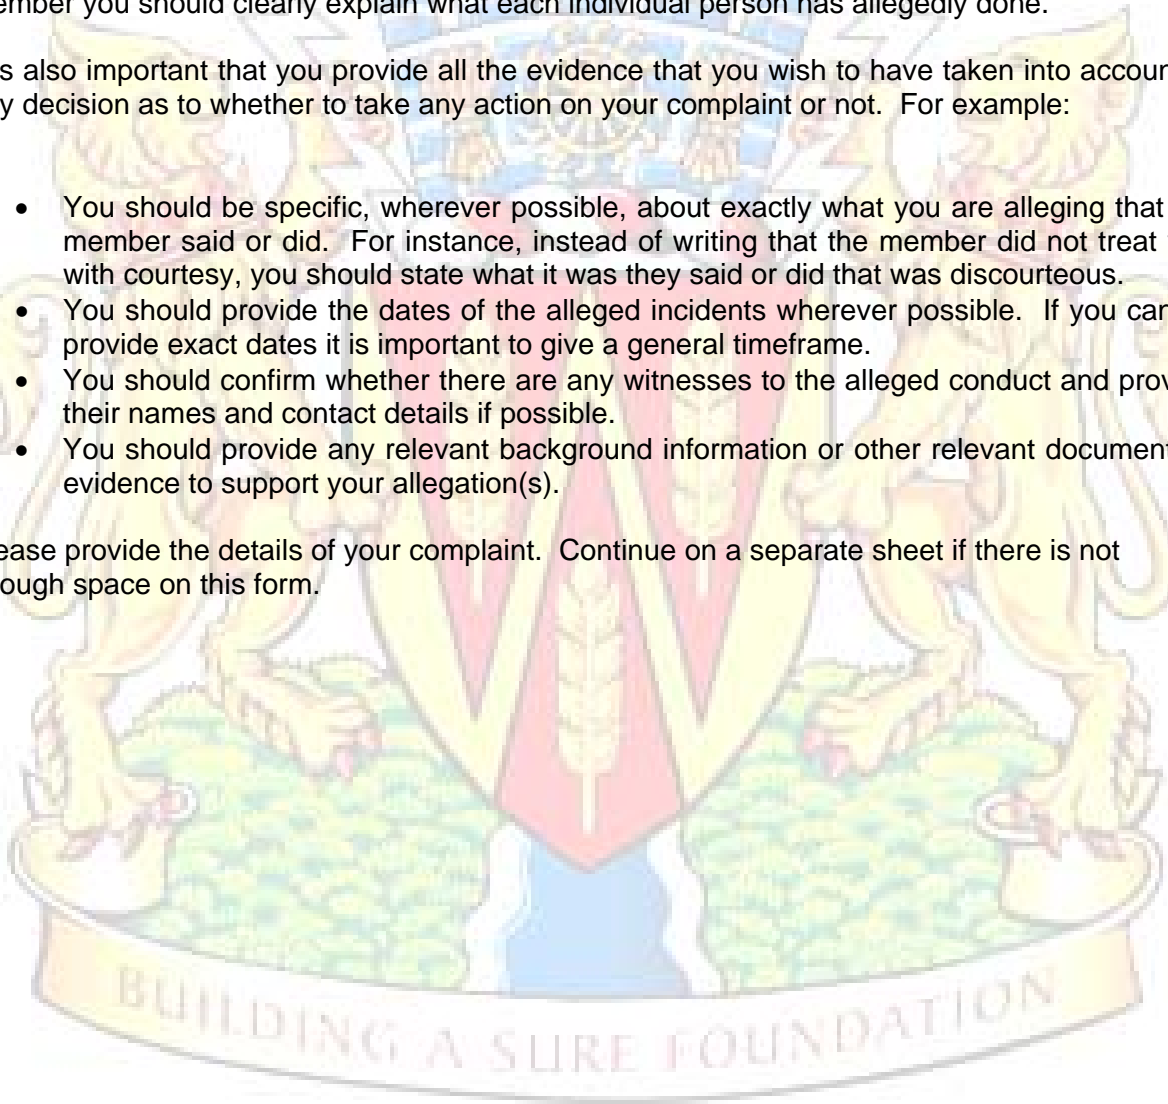 ember you should clearly explain what each individual person has allegedly done.
s also important that you provide all the evidence that you wish to have taken into accoun
y decision as to whether to take any action on your complaint or not. For example:
• You should be specific, wherever possible, about exactly what you are alleging that
member said or did. For instance, instead of writing that the member did not treat
with courtesy, you should state what it was they said or did that was discourteous.
• You should provide the dates of the alleged incidents wherever possible. If you can
provide exact dates it is important to give a general timeframe.
• You should confirm whether there are any witnesses to the alleged conduct and prov
their names and contact details if possible.
• You should provide any relevant background information or other relevant document
evidence to support your allegation(s).
ease provide the details of your complaint. Continue on a separate sheet if there is not
ough space on this form.
BUILDING A SURE FOUNDATION